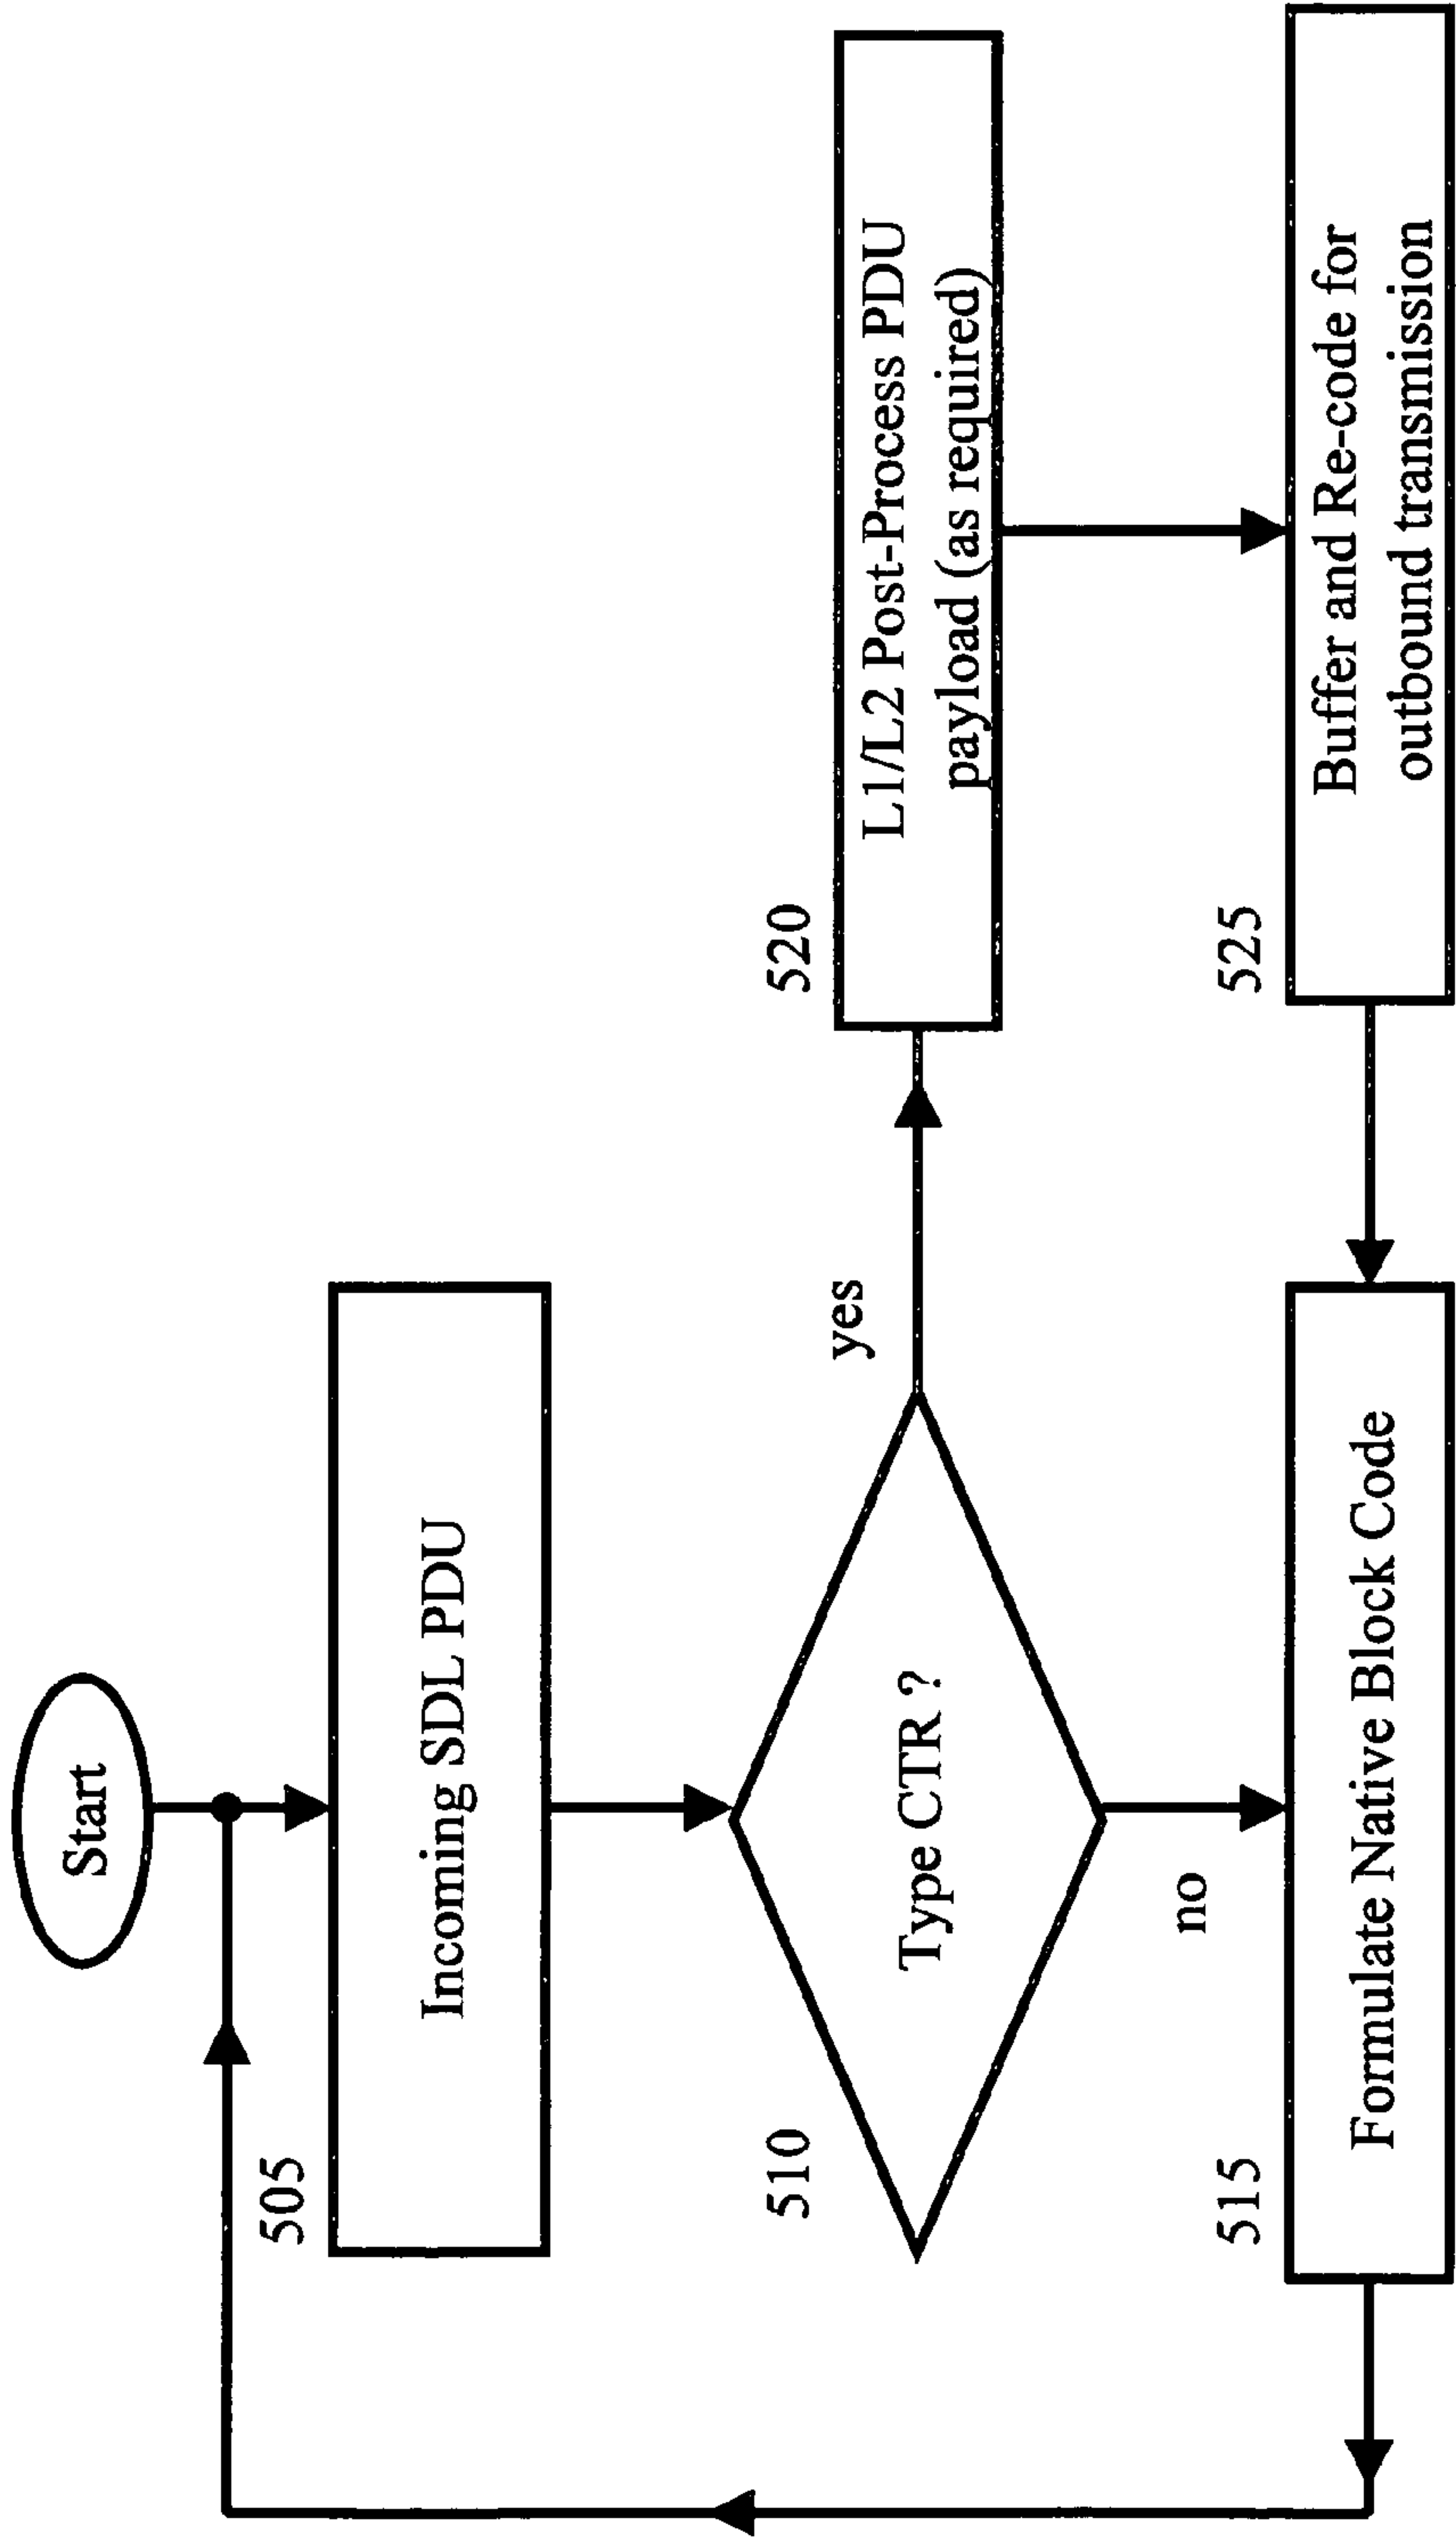 Start
505
Incoming SDL PDU
510
Type CTR ?
yes
no
520
L1/L2 Post-Process PDU
payload (as required)
515
Formulate Native Block Code
525
Buffer and Re-code for
outbound transmission